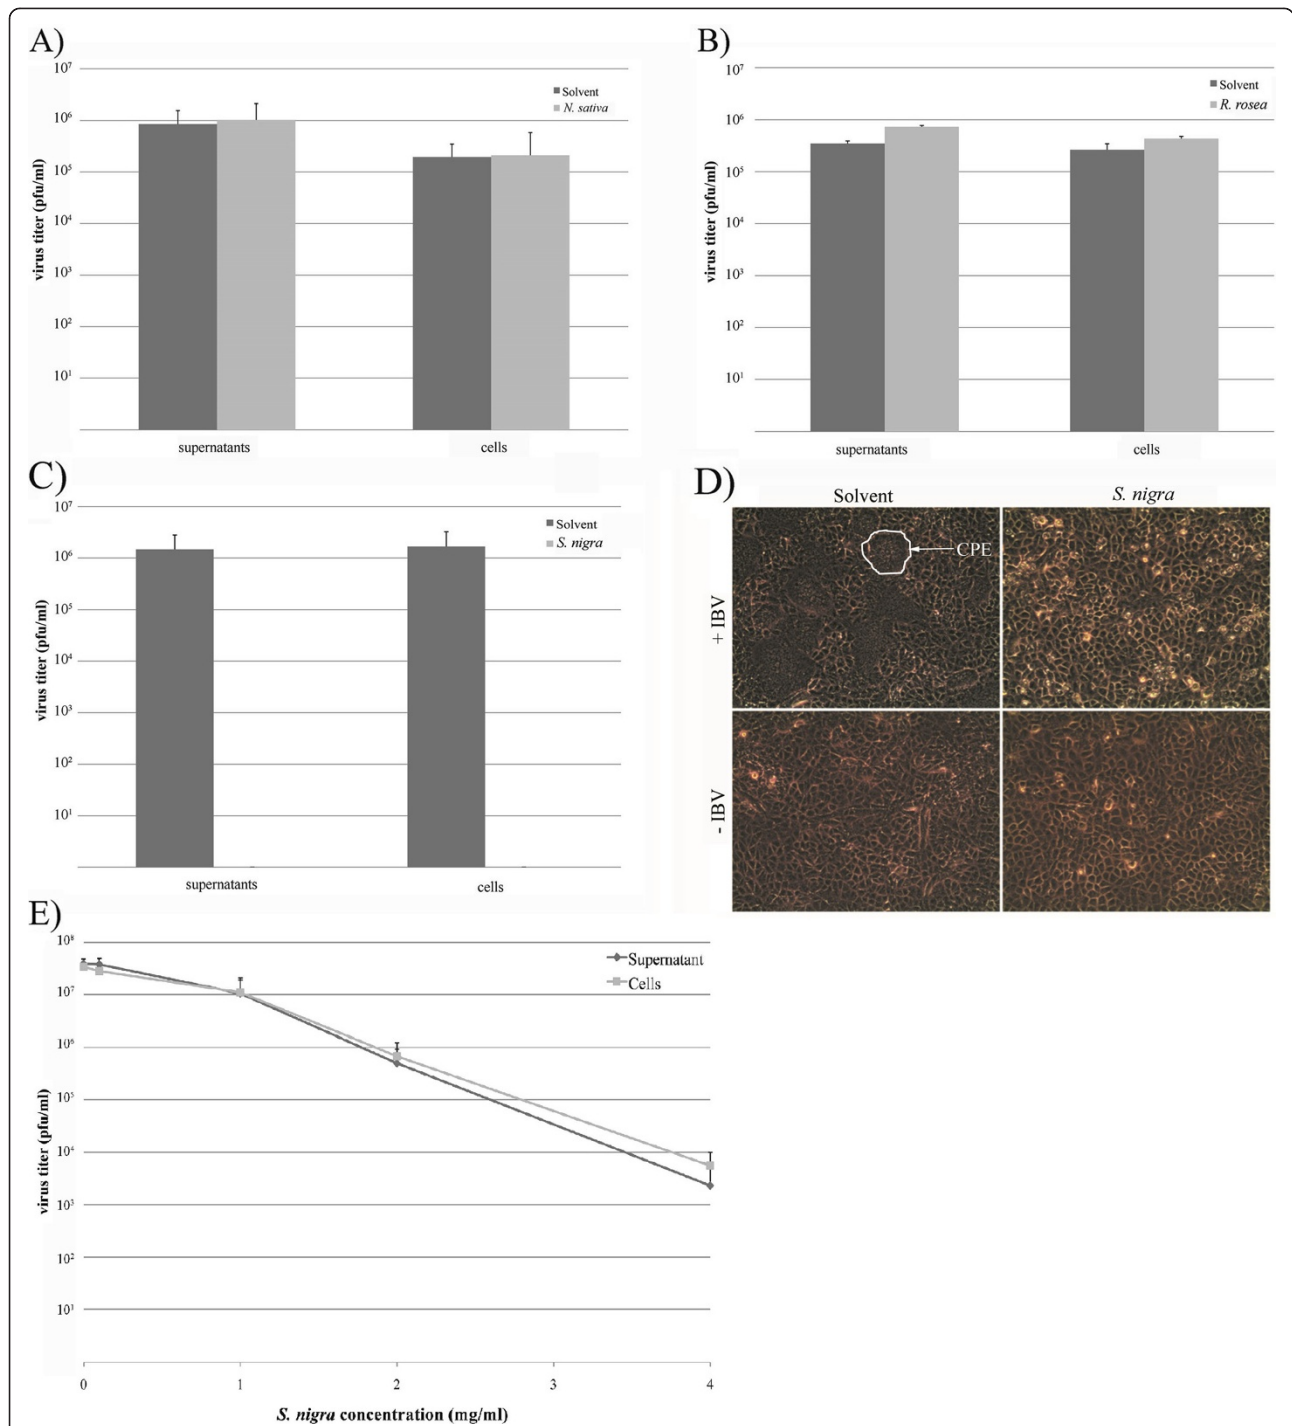 A)
10⁷
10⁶
10⁵
10⁴
10³
10²
10¹
virus titer (pfu/ml)
Solvent
N. sativa
supernatants
cells
B)
10⁷
10⁶
10⁵
10⁴
10³
10²
10¹
virus titer (pfu/ml)
Solvent
R. rosea
supernatants
cells
C)
10⁷
10⁶
10⁵
10⁴
10³
10²
10¹
virus titer (pfu/ml)
Solvent
S. nigra
supernatants
cells
D)
Solvent
S. nigra
CPE
+ IBV
- IBV
E)
10⁸
10⁷
10⁶
10⁵
10⁴
10³
10²
10¹
virus titer (pfu/ml)
Supernatant
Cells
0
1
2
3
4
S. nigra concentration (mg/ml)